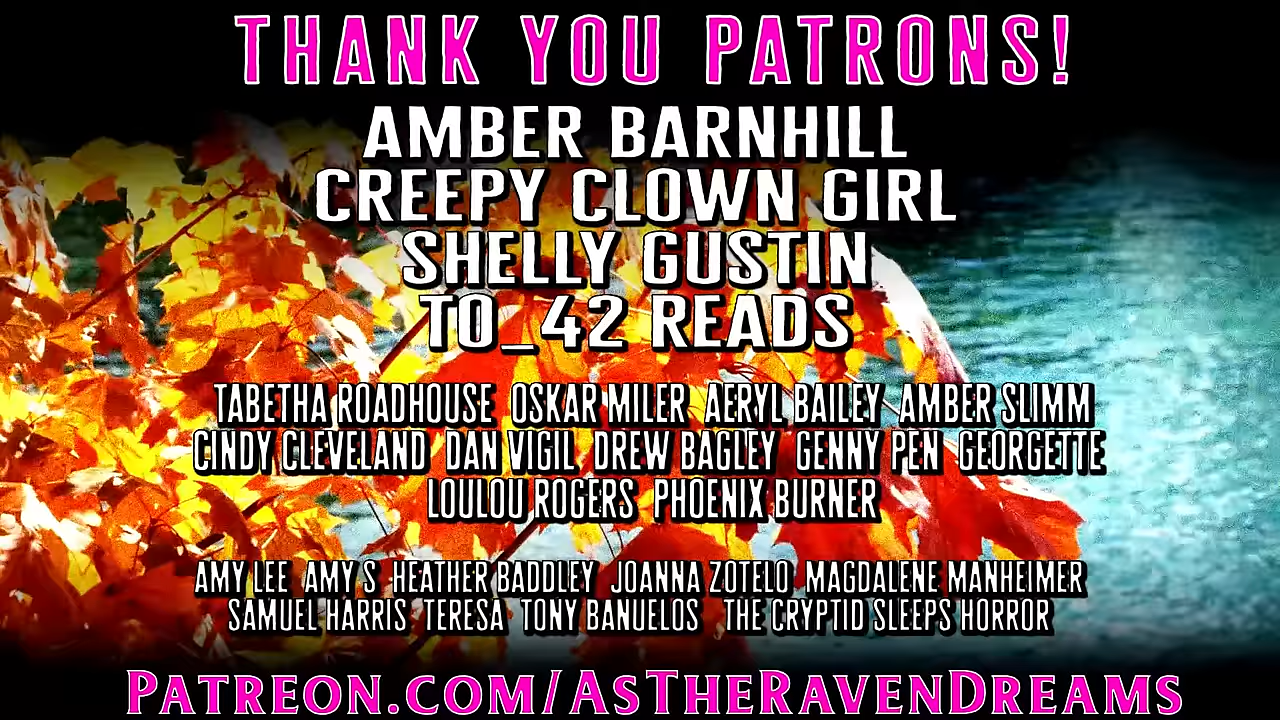 THANK YOU PATRONS!
AMBER BARNHILL
CREEPY CLOWN GIRL
SHELLY GUSTIN
TO_42 READS
TABETHA ROADHOUSE OSKAR MILER AERYL BAILEY AMBER SLIMM
CINDY CLEVELAND DAN VIGIL DREW BAGLEY GENNY PEN GEORGETTE
LOULOU ROGERS PHOENIX BURNER
AMY LEE AMY S HEATHER BADDLEY JOANNA ZOTELO MAGDALENE MANHEIMER
SAMUEL HARRIS TERESA TONY BANUELOS THE CRYPTID SLEEPS HORROR
PATREON.COM/ASTHERAVENDREAMS